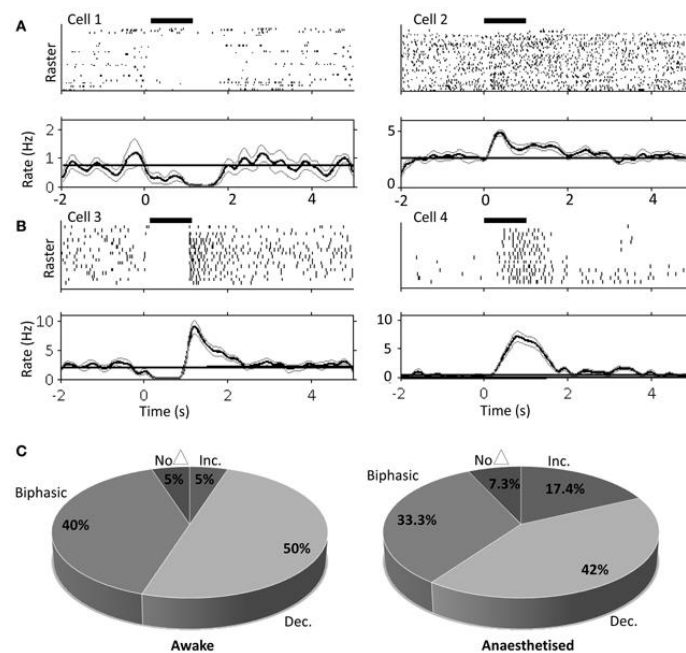 A
Cell 1
Cell 2
Raster
Rate (Hz)
2
1
0
5
0
-2 0 2 4
-2 0 2 4
B
Cell 3
Cell 4
Raster
Rate (Hz)
10
5
0
10
5
0
-2 0 2 4
-2 0 2 4
Time (s)
Time (s)
C
No△
Inc.
5%
5%
Biphasic
40%
50%
Dec.
Awake
No△
Inc.
7.3%
17.4%
Biphasic
33.3%
42%
Dec.
Anaesthetised